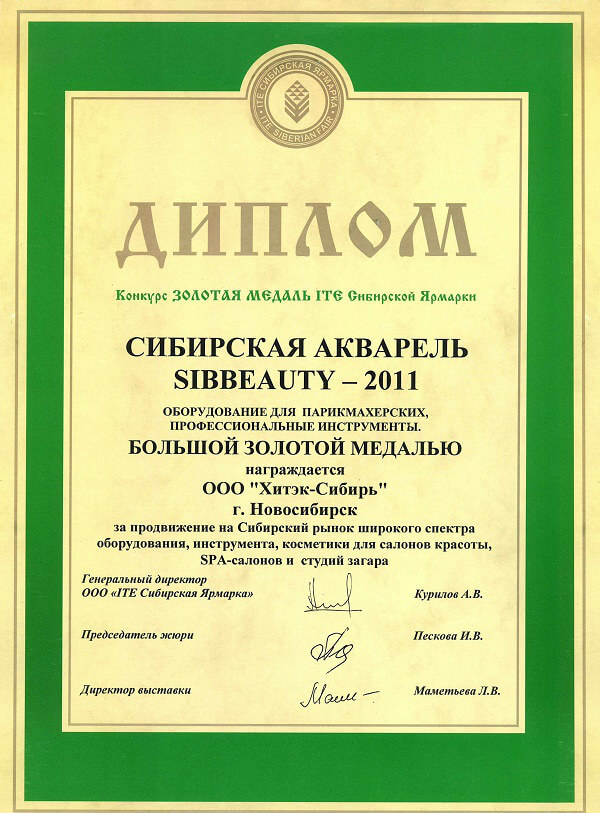 ITE СИБИРСКАЯ ЯРМАРКА
ITE SIBERIAN FAIR
ДИПЛОМ
Конкурс ЗОЛОТАЯ МЕДАЛЬ ITE Сибирской Ярмарки
СИБИРСКАЯ АКВАРЕЛЬ
SIBBEAUTY – 2011
ОБОРУДОВАНИЕ ДЛЯ ПАРИКМАХЕРСКИХ,
ПРОФЕССИОНАЛЬНЫЕ ИНСТРУМЕНТЫ.
БОЛЬШОЙ ЗОЛОТОЙ МЕДАЛЬЮ
награждается
ООО "Хитэк-Сибирь"
г. Новосибирск
за продвижение на Сибирский рынок широкого спектра
оборудования, инструмента, косметики для салонов красоты,
SPA-салонов и студий загара
Генеральный директор
ООО «ITE Сибирская Ярмарка» Курилов А.В.
Председатель жюри Пескова И.В.
Директор выставки Маметьева Л.В.